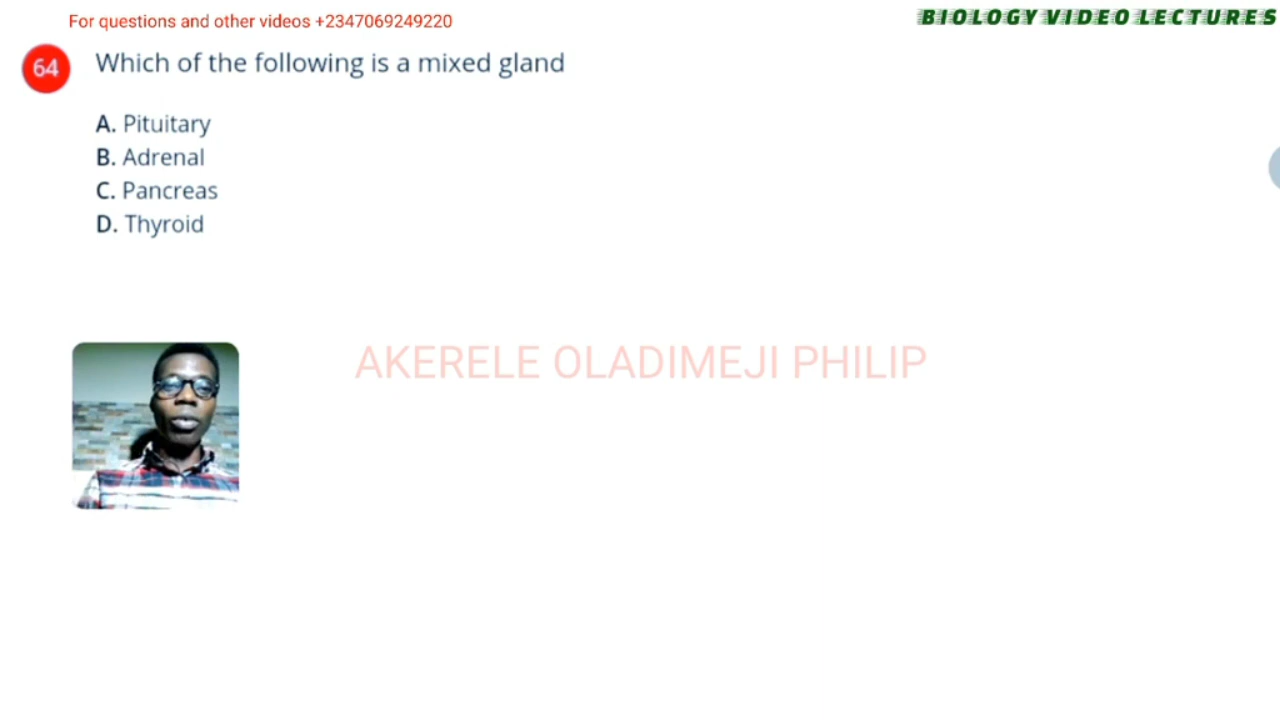 For questions and other videos +2347069249220
BIOLOGY VIDEO LECTURES
64 Which of the following is a mixed gland
A. Pituitary
B. Adrenal
C. Pancreas
D. Thyroid
AKERELE OLADIMEJI PHILIP